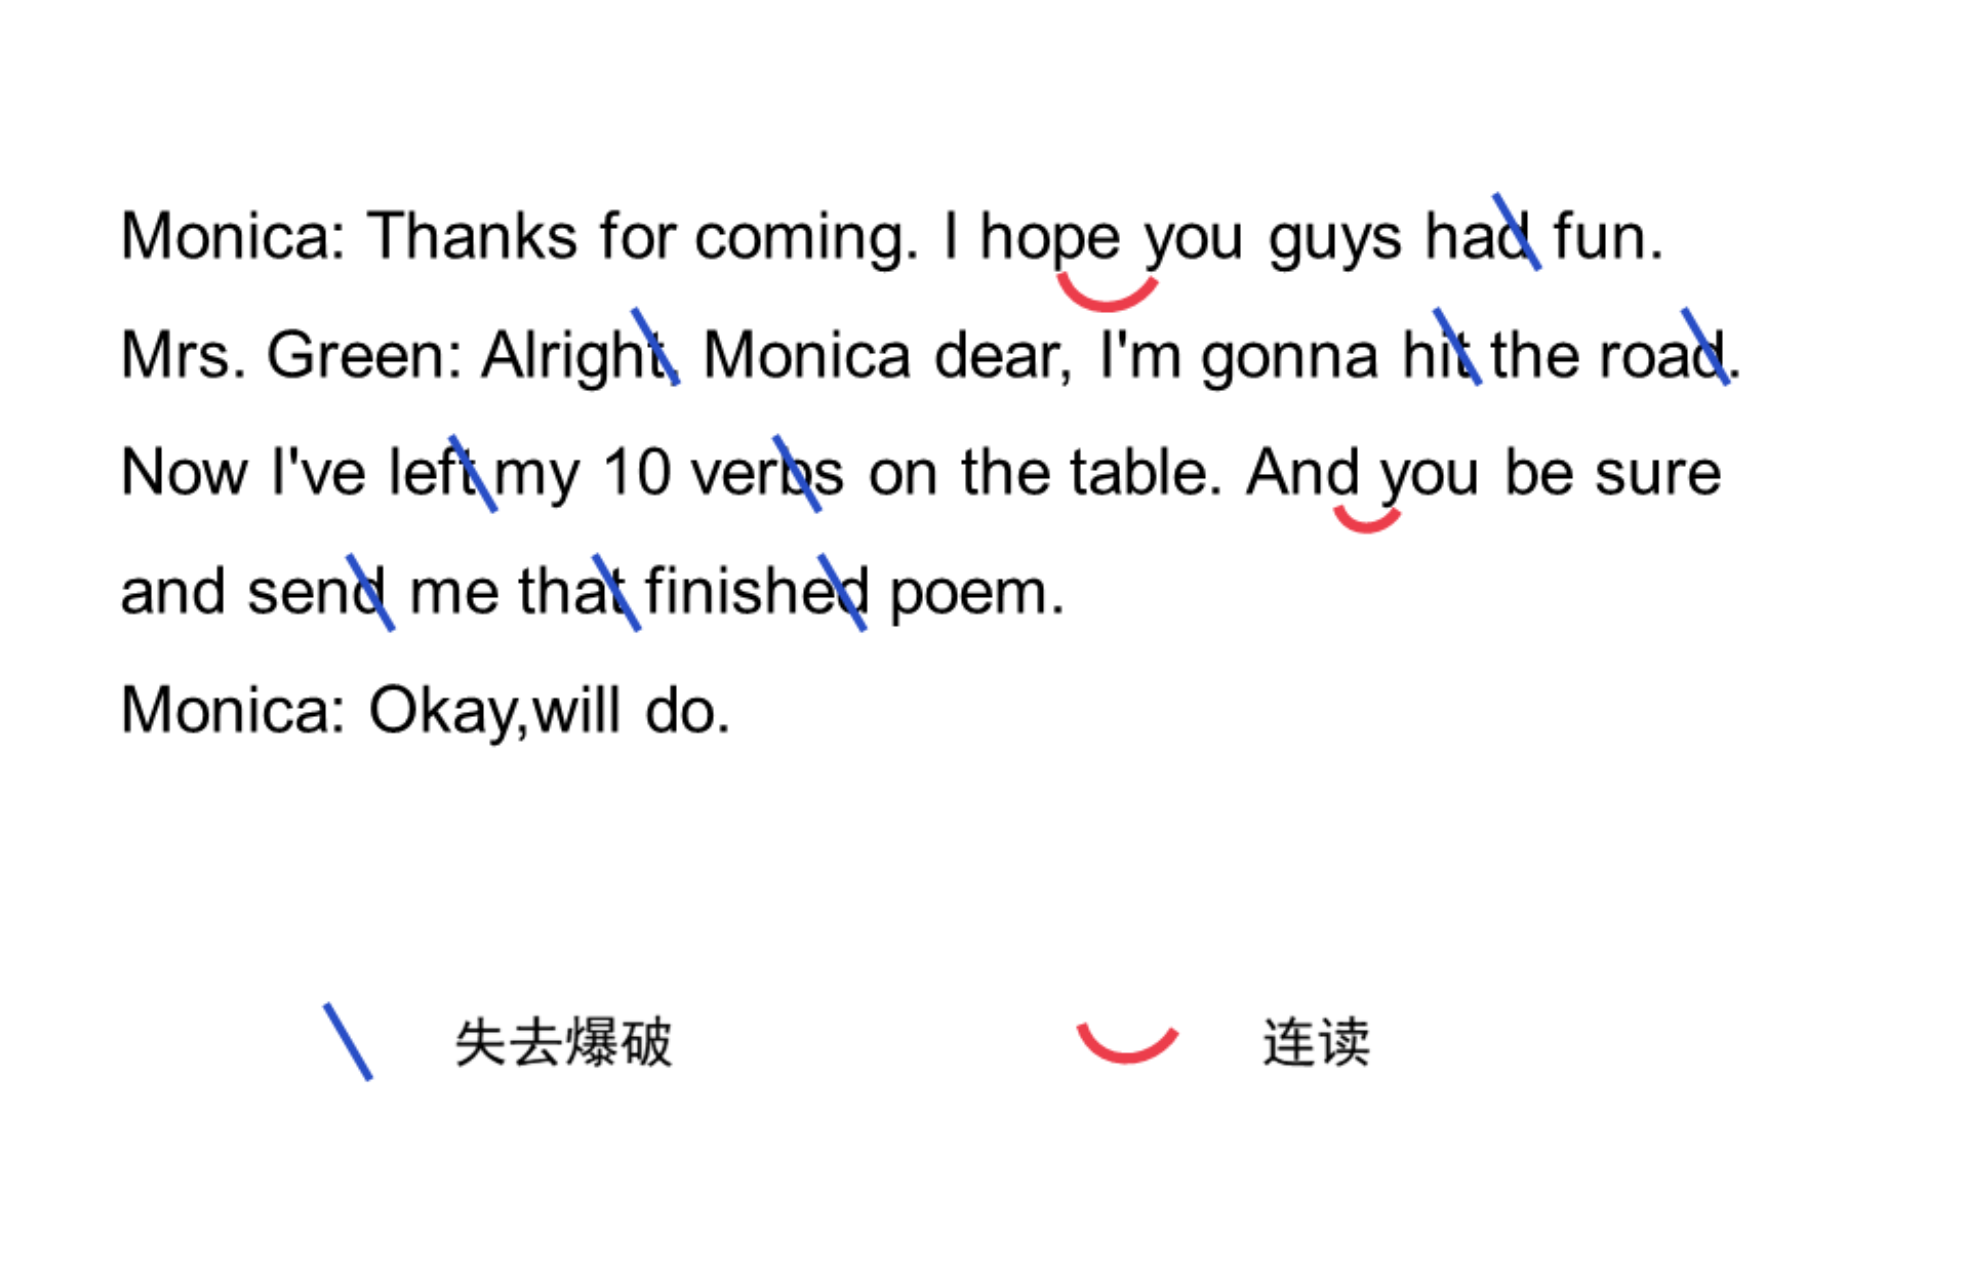 Monica: Thanks for coming. I hope you guys had fun.
Mrs. Green: Alright, Monica dear, I'm gonna hit the road.
Now I've left my 10 verbs on the table. And you be sure
and send me that finished poem.
Monica: Okay,will do.
失去爆破 连读